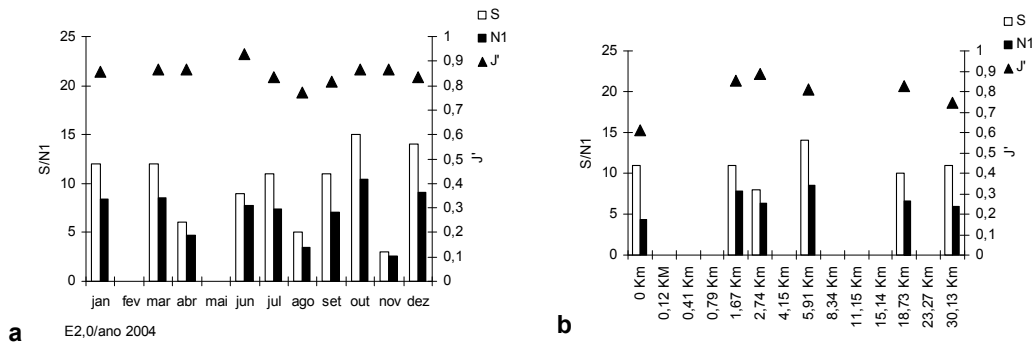 S
N1
J'
25
20
15
10
5
0
S/N1
1
0,9
0,8
0,7
0,6
0,5
0,4
0,3
0,2
0,1
0
J'
jan fev mar abr mai jun jul ago set out nov dez
a E2,0/ano 2004
S
N1
J'
25
20
15
10
5
0
S/N1
1
0,9
0,8
0,7
0,6
0,5
0,4
0,3
0,2
0,1
0
J'
0 Km
0,12 KM
0,41 Km
0,79 Km
1,67 Km
2,74 Km
4,15 Km
5,91 Km
8,34 Km
11,15 Km
15,14 Km
18,73 Km
23,27 Km
30,13 Km
b